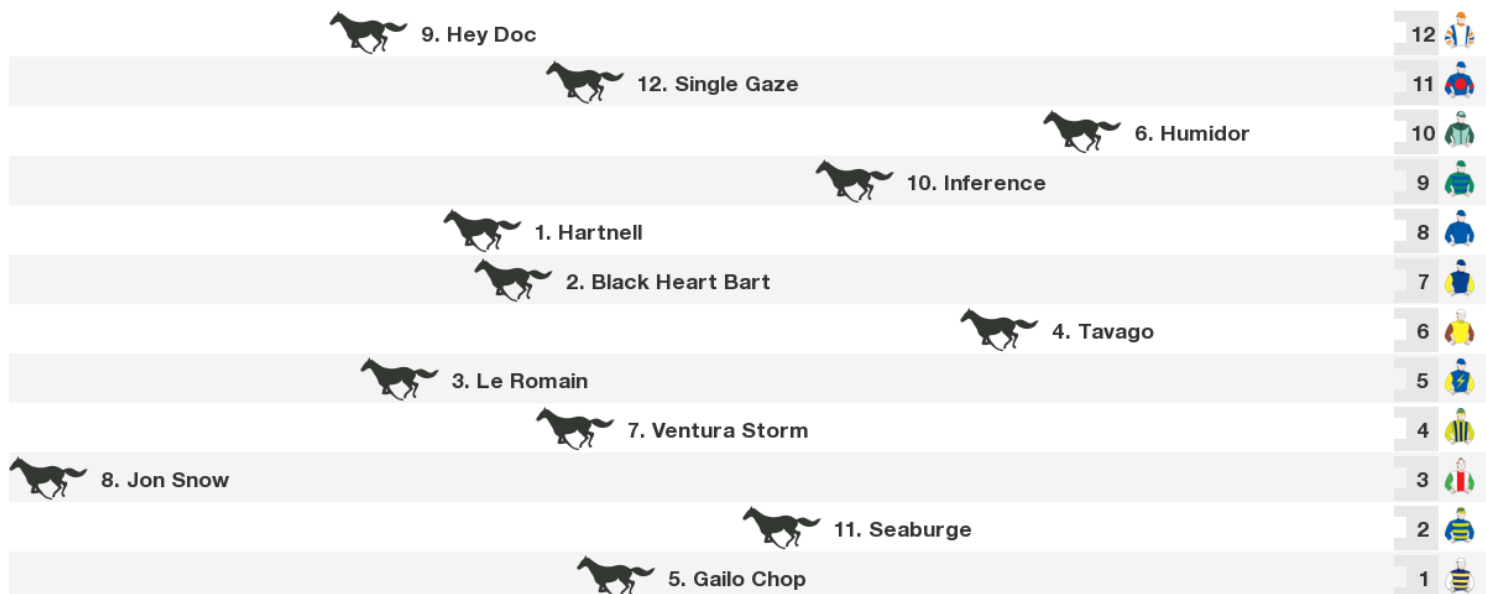 9. Hey Doc 12
12. Single Gaze 11
6. Humidor 10
10. Inference 9
1. Hartnell 8
2. Black Heart Bart 7
4. Tavago 6
3. Le Romain 5
7. Ventura Storm 4
8. Jon Snow 3
11. Seaburge 2
5. Gailo Chop 1